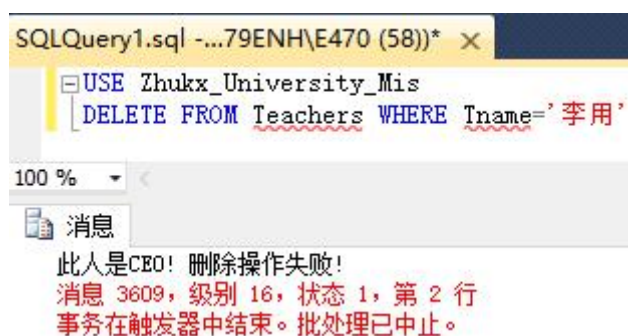 SQLQuery1.sql -...79ENH\E470 (58))* ×
USE Zhukx_University_Mis
DELETE FROM Teachers WHERE Tname='李用'
100 %
消息
此人是CEO! 删除操作失败!
消息 3609，级别 16，状态 1，第 2 行
事务在触发器中结束。批处理已中止。